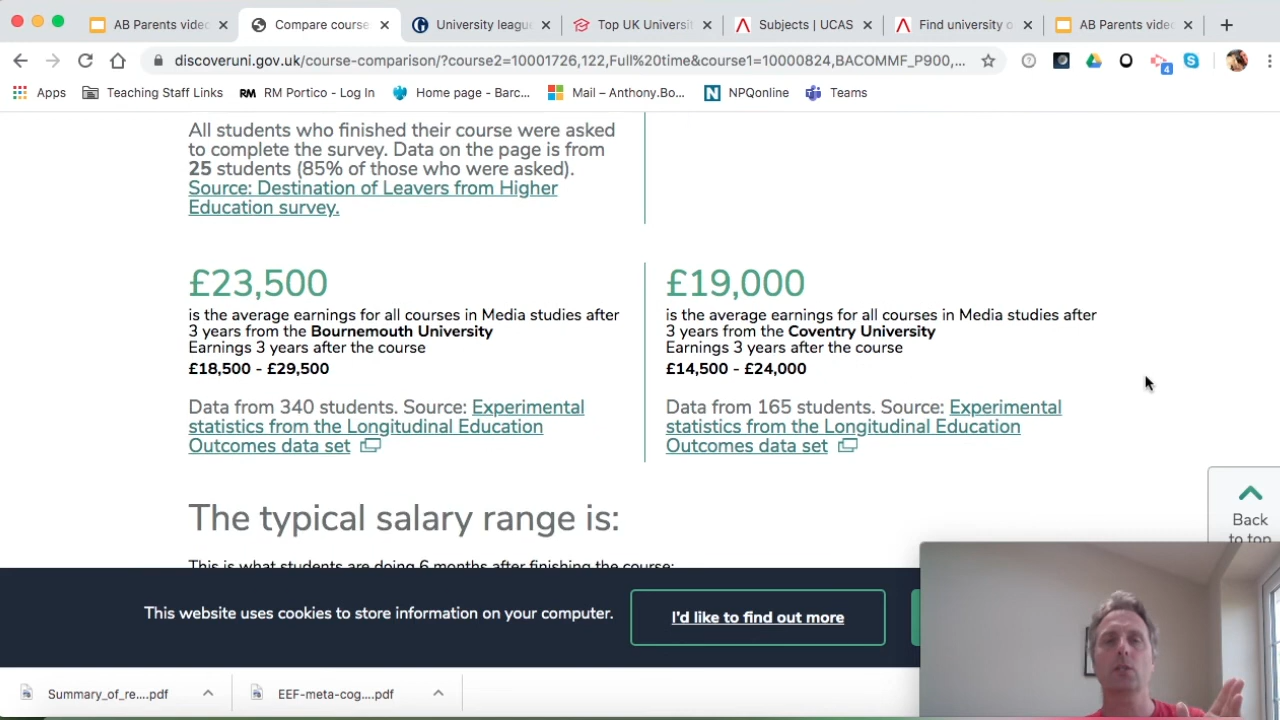 AB Parents vide
Compare course
University leagu
Top UK Universit
Subjects | UCAS
Find university o
AB Parents vide
discoveruni.gov.uk/course-comparison/?course2=10001726,122,Full%20time&course1=10000824,BACOMMF_P900,...
4
Apps
Teaching Staff Links
RM RM Portico - Log In
Home page - Barc...
Mail – Anthony.Bo...
N NPQonline
Teams
All students who finished their course were asked
to complete the survey. Data on the page is from
25 students (85% of those who were asked).
Source: Destination of Leavers from Higher
Education survey.
£23,500
is the average earnings for all courses in Media studies after
3 years from the Bournemouth University
Earnings 3 years after the course
£18,500 - £29,500
Data from 340 students. Source: Experimental
statistics from the Longitudinal Education
Outcomes data set
£19,000
is the average earnings for all courses in Media studies after
3 years from the Coventry University
Earnings 3 years after the course
£14,500 - £24,000
Data from 165 students. Source: Experimental
statistics from the Longitudinal Education
Outcomes data set
The typical salary range is:
This is what students are doing 6 months after finishing the course:
Back
to top
This website uses cookies to store information on your computer.
I'd like to find out more
Summary_of_re....pdf
EEF-meta-cog....pdf